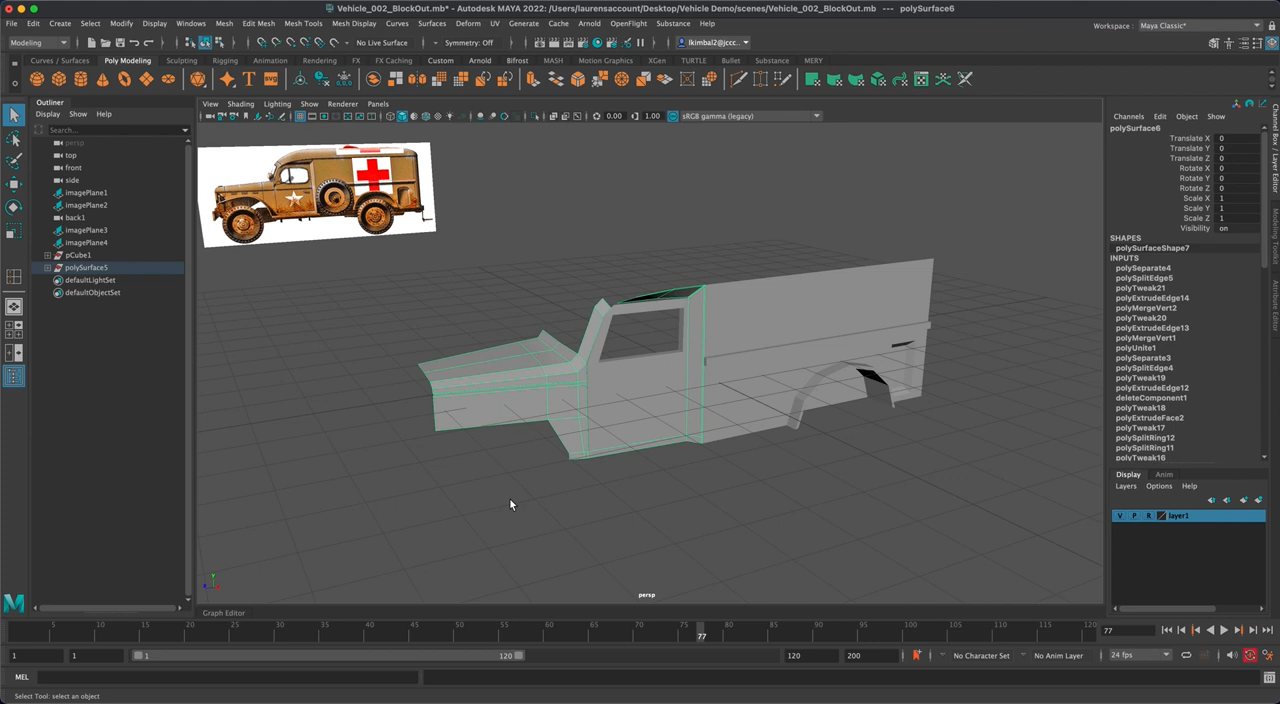 Vehicle_002_BlockOut.mb* - Autodesk MAYA 2022: /Users/laurensaccount/Desktop/Vehicle Demo/scenes/Vehicle_002_BlockOut.mb --- polySurface6
File Edit Create Select Modify Display Windows Mesh Edit Mesh Mesh Tools Mesh Display Curves Surfaces Deform UV Generate Cache Arnold OpenFlight Substance Help
Workspace : Maya Classic*
Modeling No Live Surface Symmetry: Off lkimbal2@jccc...
Curves / Surfaces Poly Modeling Sculpting Rigging Animation Rendering FX FX Caching Custom Arnold Bifrost MASH Motion Graphics XGen TURTLE Bullet Substance MERY
SVG
Outliner
Display Show Help
Search...
persp
top
front
side
imagePlane1
imagePlane2
back1
imagePlane3
imagePlane4
pCube1
polySurface5
defaultLightSet
defaultObjectSet
View Shading Lighting Show Renderer Panels
0.00 1.00 sRGB gamma (legacy)
persp
Graph Editor
Channels Edit Object Show
polySurface6
Translate X 0
Translate Y 0
Translate Z 0
Rotate X 0
Rotate Y 0
Rotate Z 0
Scale X 1
Scale Y 1
Scale Z 1
Visibility on
SHAPES
polySurfaceShape7
INPUTS
polySeparate4
polySplitEdge5
polyTweak21
polyExtrudeEdge14
polyMergeVert2
polyTweak20
polyExtrudeEdge13
polyMergeVert1
polyUnite1
polySeparate3
polySplitEdge4
polyTweak19
polyExtrudeEdge12
deleteComponent1
polyTweak18
polyExtrudeFace2
polyTweak17
polySplitRing12
polySplitRing11
polyTweak16
Display Anim
Layers Options Help
V P R layer1
Channel Box / Layer Editor
Modeling Toolkit
Attribute Editor
5 10 15 20 25 30 35 40 45 50 55 60 65 70 75 77 80 85 90 95 100 105 110 115 120
77
1 1 1 120 120 200 No Character Set No Anim Layer 24 fps
MEL
Select Tool: select an object